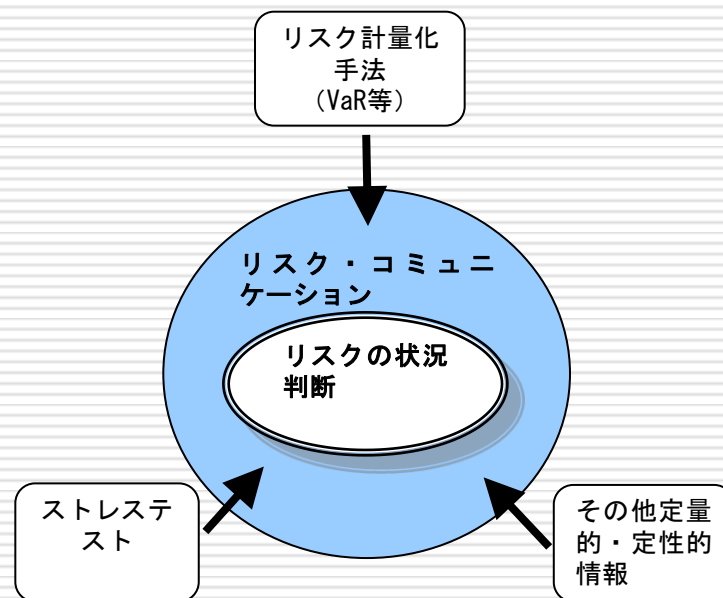 リスク計量化
手法
（VaR等）
リスク・コミュニ
ケーション
リスクの状況
判断
ストレステ
スト
その他定量
的・定性的
情報